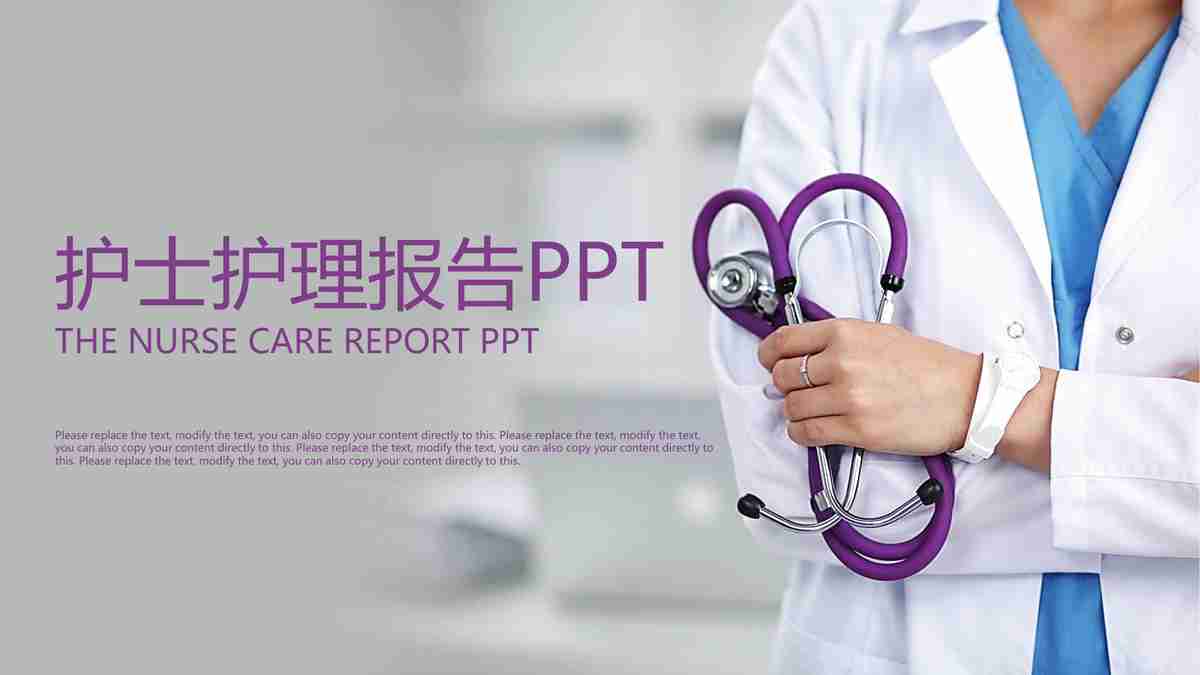 护士护理报告PPT
THE NURSE CARE REPORT PPT
Please replace the text, modify the text, you can also copy your content directly to this. Please replace the text, modify the text,
you can also copy your content directly to this. Please replace the text, modify the text, you can also copy your content directly to
this. Please replace the text, modify the text, you can also copy your content directly to this.